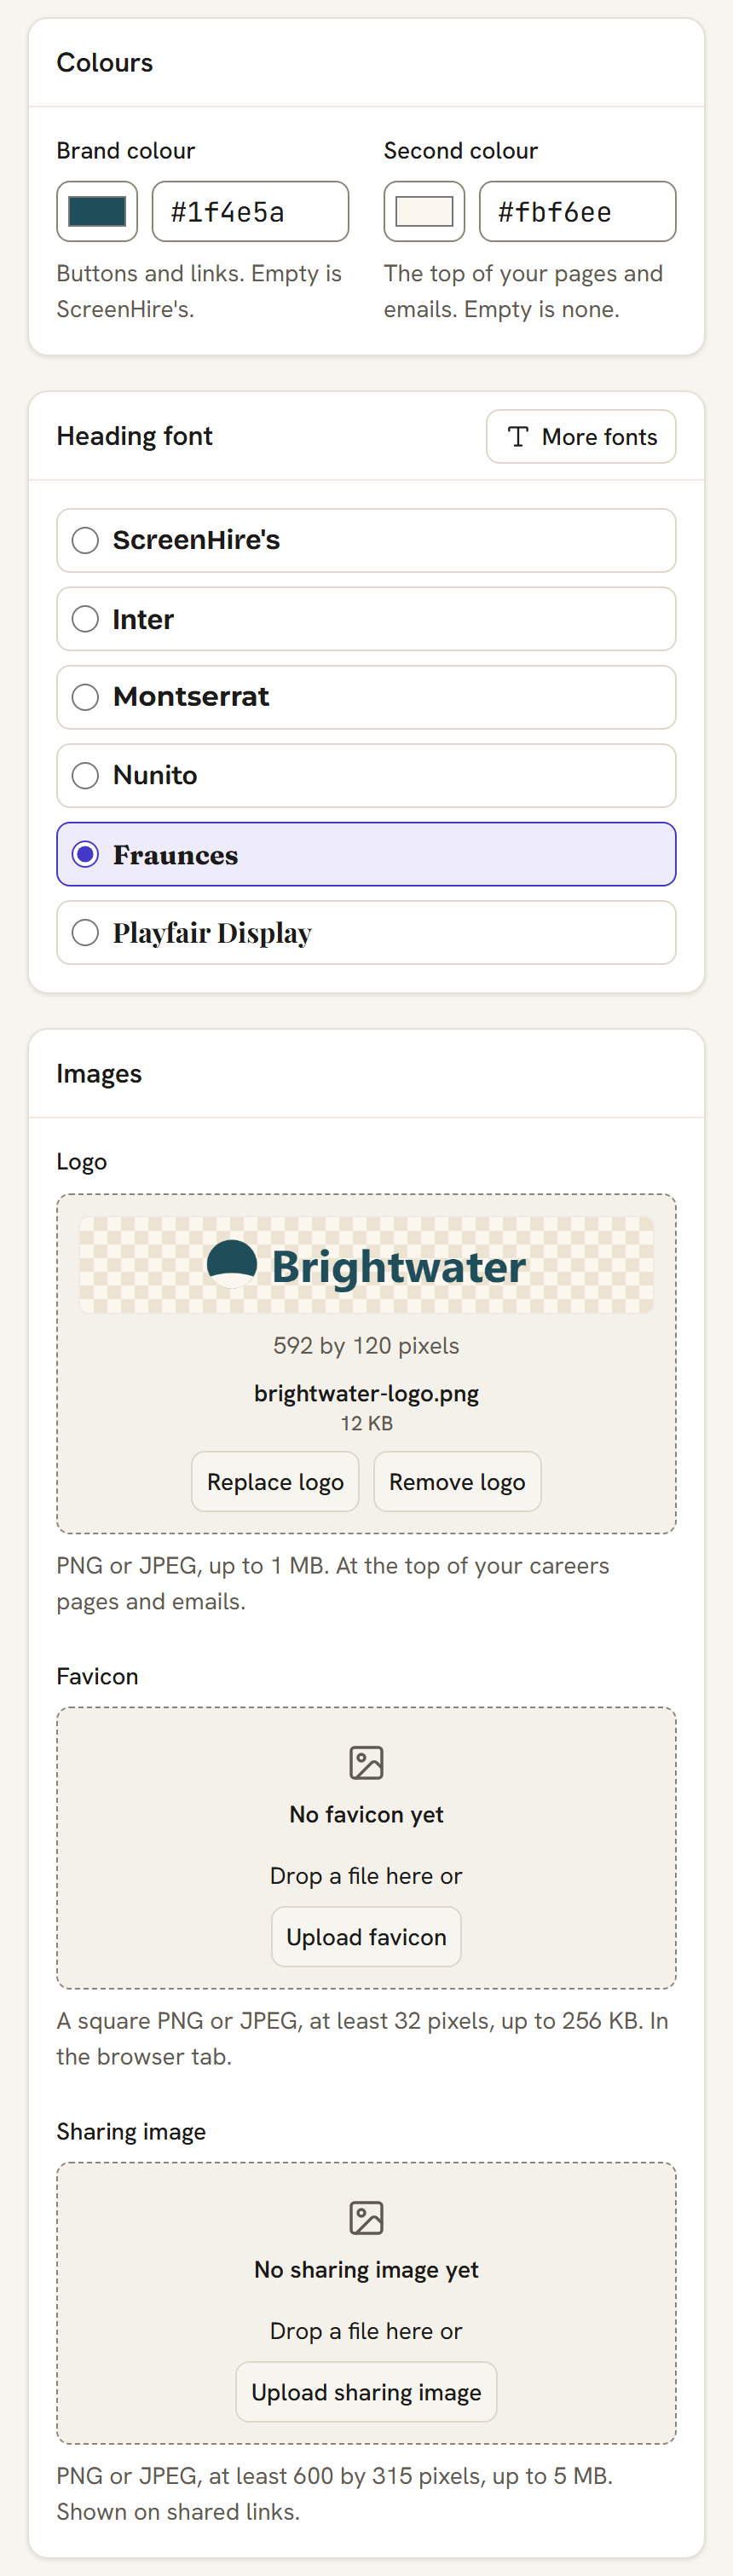 Colours
Brand colour
Second colour
#1f4e5a
#fbf6ee
Buttons and links. Empty is
ScreenHire's.
The top of your pages and
emails. Empty is none.
Heading font
More fonts
ScreenHire's
Inter
Montserrat
Nunito
Fraunces
Playfair Display
Images
Logo
Brightwater
592 by 120 pixels
brightwater-logo.png
12 KB
Replace logo
Remove logo
PNG or JPEG, up to 1 MB. At the top of your careers
pages and emails.
Favicon
No favicon yet
Drop a file here or
Upload favicon
A square PNG or JPEG, at least 32 pixels, up to 256 KB. In
the browser tab.
Sharing image
No sharing image yet
Drop a file here or
Upload sharing image
PNG or JPEG, at least 600 by 315 pixels, up to 5 MB.
Shown on shared links.